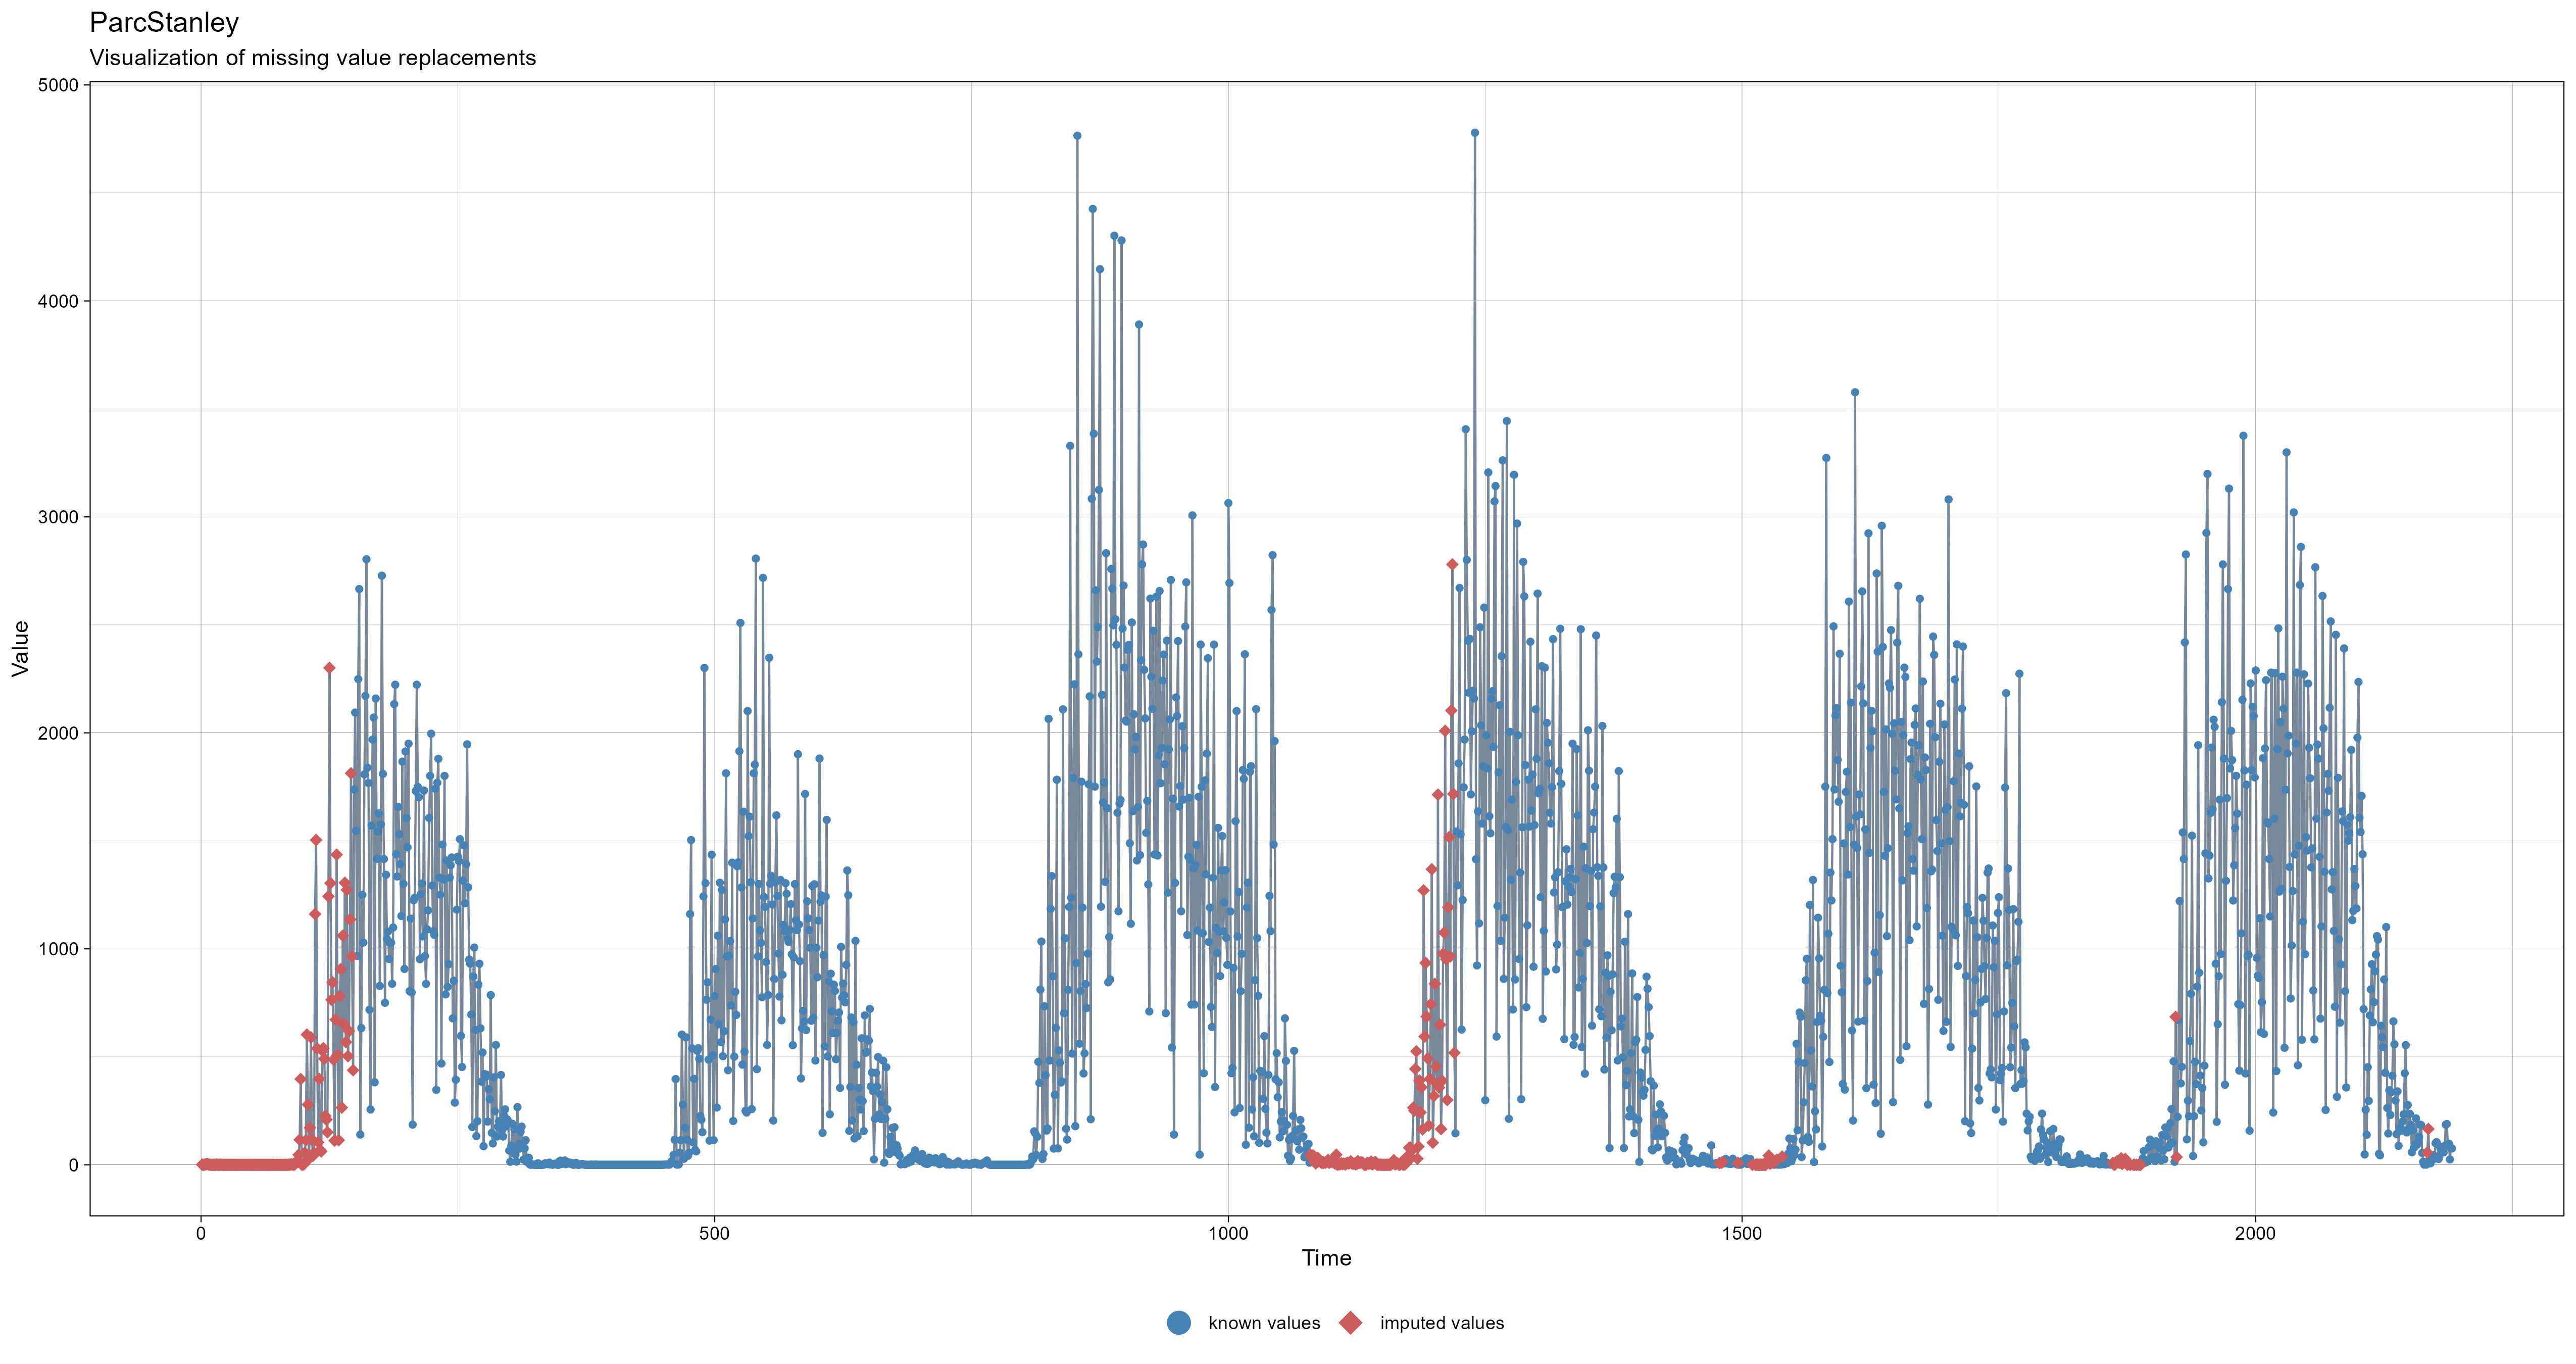 ParcStanley
Visualization of missing value replacements
5000
4000
3000
2000
1000
0
Value
0 500 1000 1500 2000
Time
known values imputed values